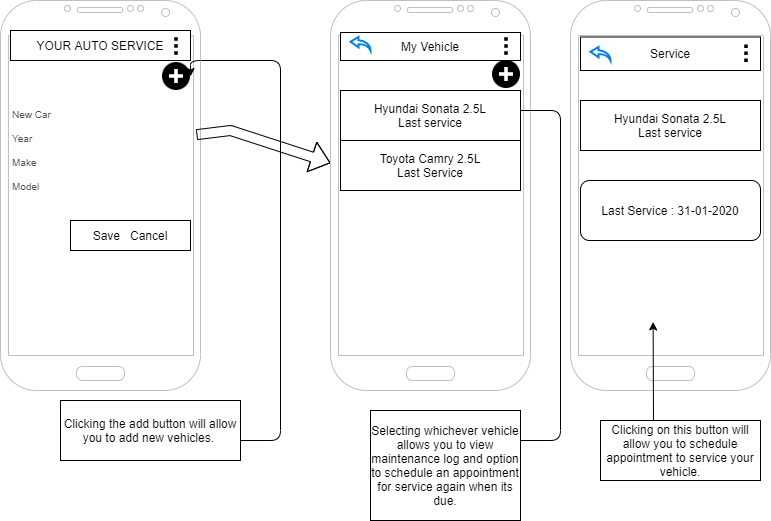 YOUR AUTO SERVICE
New Car
Year
Make
Model
Save Cancel
Clicking the add button will allow
you to add new vehicles.
My Vehicle
Hyundai Sonata 2.5L
Last service
Toyota Camry 2.5L
Last Service
Selecting whichever vehicle
allows you to view
maintenance log and option
to schedule an appointment
for service again when its
due.
Service
Hyundai Sonata 2.5L
Last service
Last Service : 31-01-2020
Clicking on this button will
allow you to schedule
appointment to service your
vehicle.